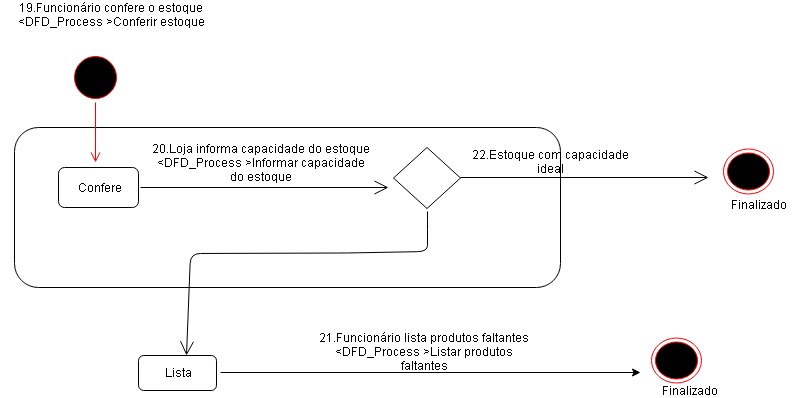 19.Funcionário confere o estoque
<DFD_Process >Conferir estoque
20.Loja informa capacidade do estoque
<DFD_Process >Informar capacidade
do estoque
22.Estoque com capacidade
ideal
Confere
Finalizado
21.Funcionário lista produtos faltantes
<DFD_Process >Listar produtos
faltantes
Lista
Finalizado